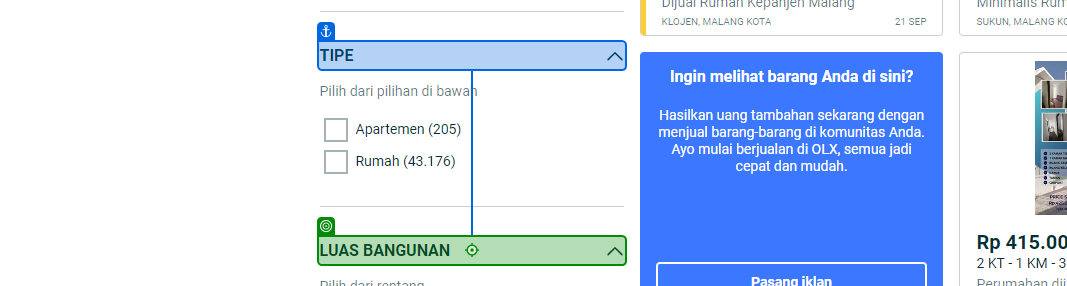 TIPE
Pilih dari pilihan di bawah
Apartemen (205)
Rumah (43.176)
LUAS BANGUNAN
Pilih dari rentang
Dijual Rumah Kepanjen Malang
KLOJEN, MALANG KOTA
21 SEP
Ingin melihat barang Anda di sini?
Hasilkan uang tambahan sekarang dengan
menjual barang-barang di komunitas Anda.
Ayo mulai berjualan di OLX, semua jadi
cepat dan mudah.
Pasang iklan
Minimalis
SUKUN, MALANG
Rp 415.00
2 KT - 1 KM - 3
Perumahan